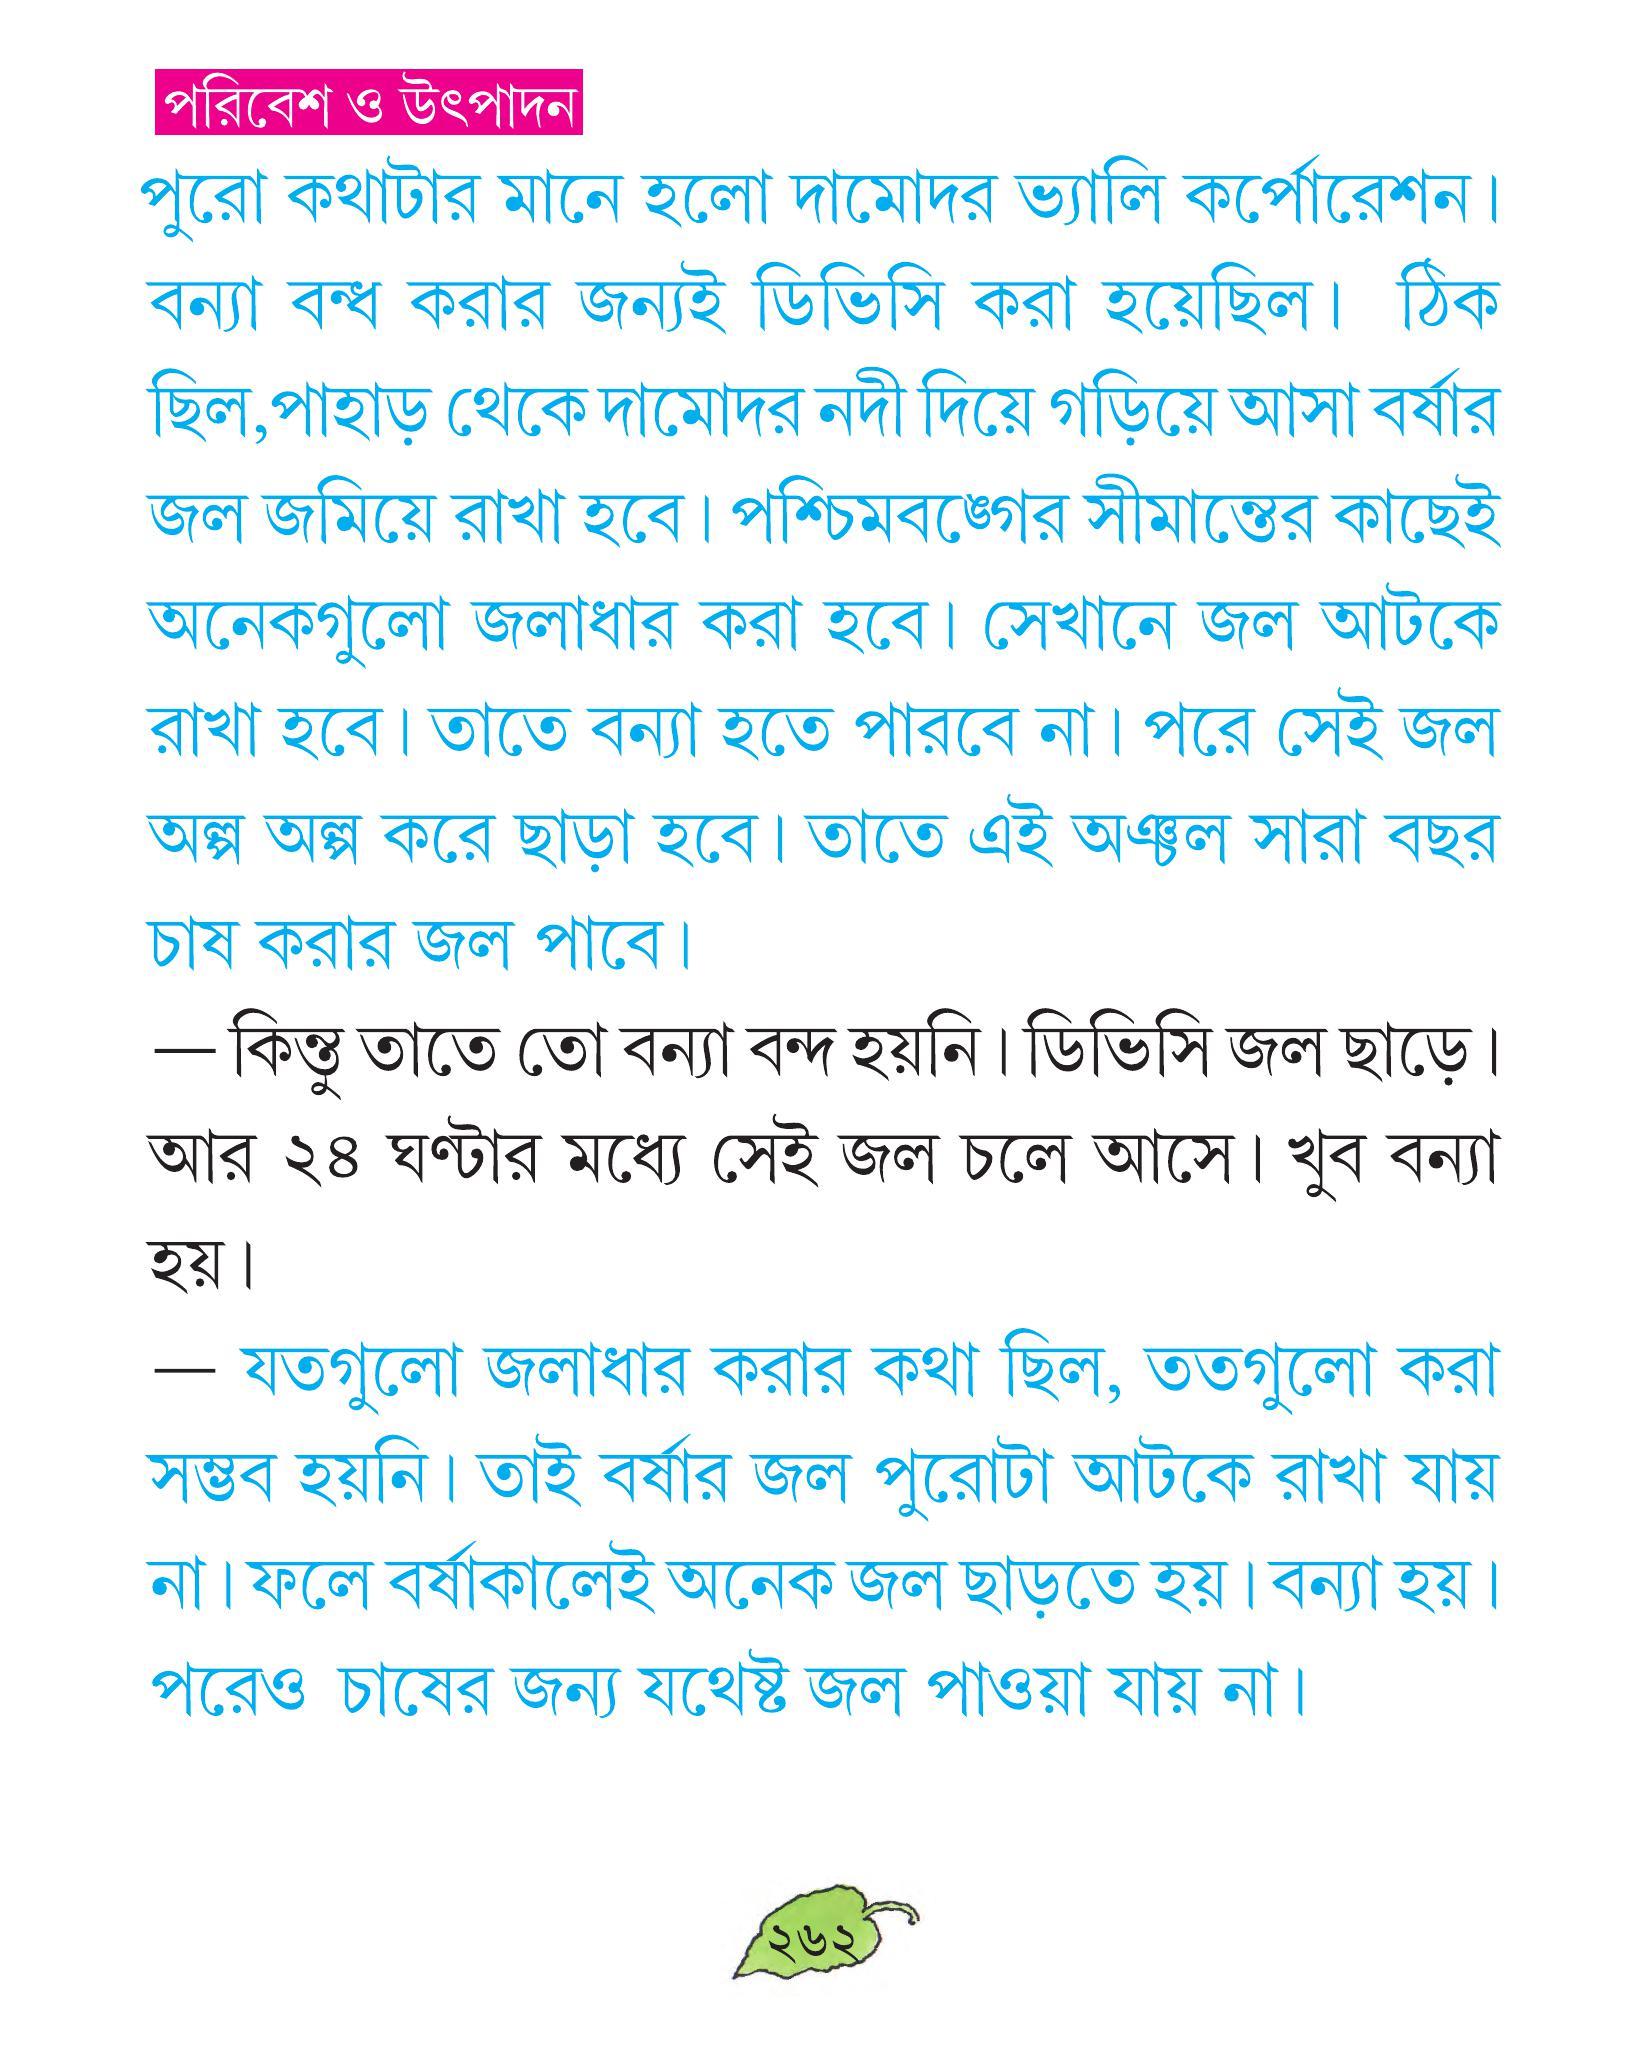 পরিবেশ ও উৎপাদন
পুরো কথাটার মানে হলো দামোদর ভ্যালি কর্পোরেশন।
বন্যা বন্ধ করার জন্যই ডিভিসি করা হয়েছিল। ঠিক
ছিল,পাহাড় থেকে দামোদর নদী দিয়ে গড়িয়ে আসা বর্ষার
জল জমিয়ে রাখা হবে। পশ্চিমবঙ্গের সীমান্তের কাছেই
অনেকগুলো জলাধার করা হবে। সেখানে জল আটকে
রাখা হবে। তাতে বন্যা হতে পারবে না। পরে সেই জল
অল্প অল্প করে ছাড়া হবে। তাতে এই অঞ্চল সারা বছর
চাষ করার জল পাবে।
— কিন্তু তাতে তো বন্যা বন্দ হয়নি। ডিভিসি জল ছাড়ে।
আর ২৪ ঘণ্টার মধ্যে সেই জল চলে আসে। খুব বন্যা
হয়।
— যতগুলো জলাধার করার কথা ছিল, ততগুলো করা
সম্ভব হয়নি। তাই বর্ষার জল পুরোটা আটকে রাখা যায়
না। ফলে বর্ষাকালেই অনেক জল ছাড়তে হয়। বন্যা হয়।
পরেও চাষের জন্য যথেষ্ট জল পাওয়া যায় না।
২৬২